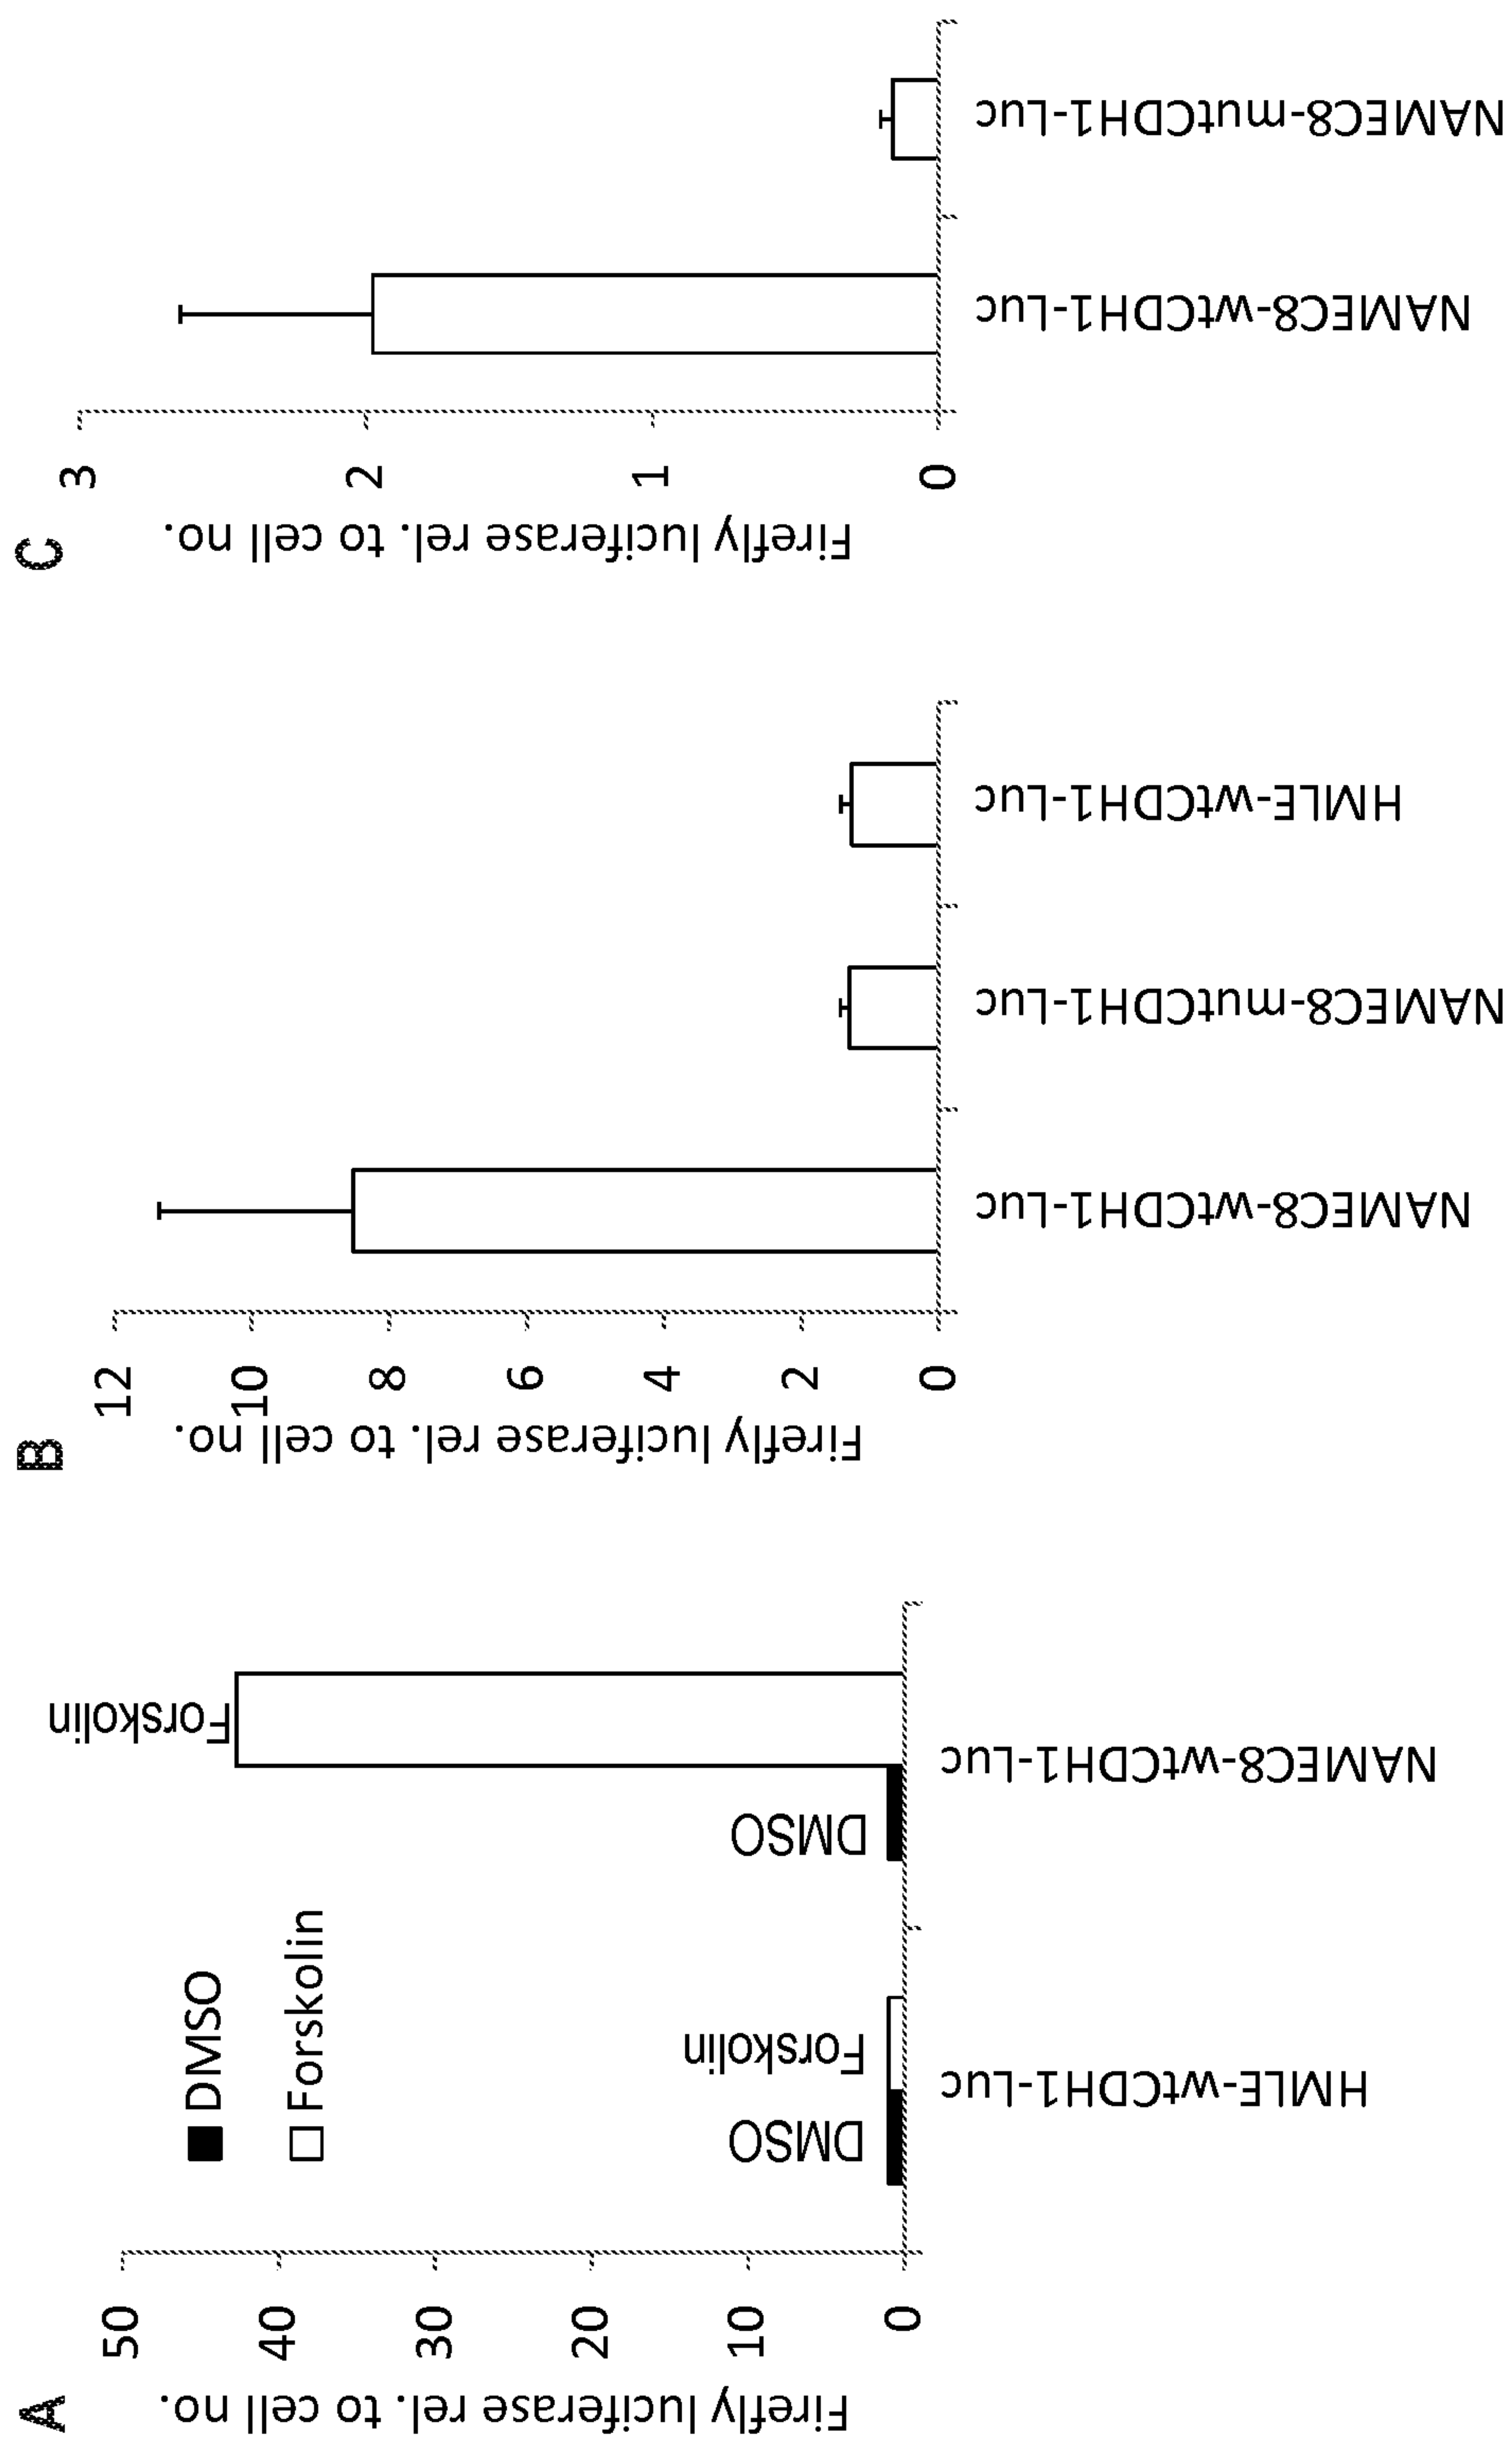 A
Firefly luciferase rel. to cell no.
50
40
30
20
10
0
DMSO
Forskolin
DMSO
Forskolin
DMSO
Forskolin
HMLE-wtCDH1-Luc
NAMEC8-wtCDH1-Luc
B
Firefly luciferase rel. to cell no.
12
10
8
6
4
2
0
NAMEC8-wtCDH1-Luc
NAMEC8-mutCDH1-Luc
HMLE-wtCDH1-Luc
C
Firefly luciferase rel. to cell no.
3
2
1
0
NAMEC8-wtCDH1-Luc
NAMEC8-mutCDH1-Luc